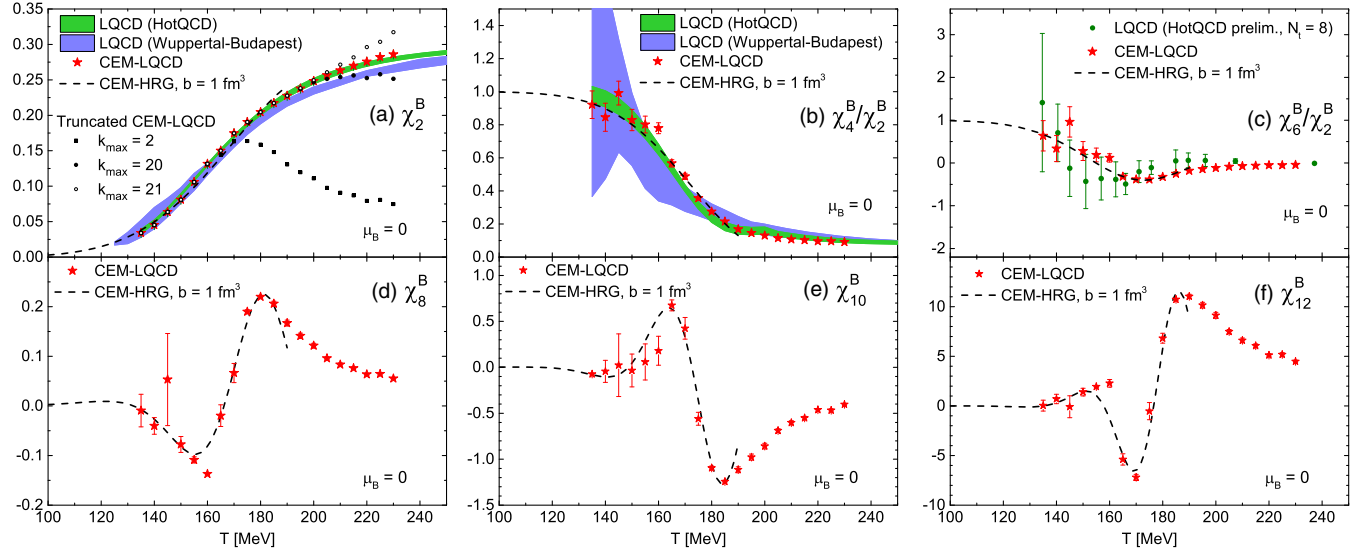 0.35
0.30
0.25
0.20
0.15
0.10
0.05
0.00
LQCD (HotQCD)
LQCD (Wuppertal-Budapest)
CEM-LQCD
CEM-HRG, b = 1 fm³
(a) χ₂ᴮ
Truncated CEM-LQCD
k_max = 2
k_max = 20
k_max = 21
μ_B = 0
1.4
1.2
1.0
0.8
0.6
0.4
0.2
0.0
LQCD (HotQCD)
LQCD (Wuppertal-Budapest)
CEM-LQCD
CEM-HRG, b = 1 fm³
(b) χ₄ᴮ/χ₂ᴮ
μ_B = 0
3
2
1
0
-1
-2
LQCD (HotQCD prelim., N_t = 8)
CEM-LQCD
CEM-HRG, b = 1 fm³
(c) χ₆ᴮ/χ₂ᴮ
μ_B = 0
0.2
0.1
0.0
-0.1
-0.2
CEM-LQCD
CEM-HRG, b = 1 fm³
(d) χ₈ᴮ
μ_B = 0
100 120 140 160 180 200 220 240
T [MeV]
1.0
0.5
0.0
-0.5
-1.0
-1.5
CEM-LQCD
CEM-HRG, b = 1 fm³
(e) χ₁₀ᴮ
μ_B = 0
100 120 140 160 180 200 220 240
T [MeV]
10
5
0
-5
-10
CEM-LQCD
CEM-HRG, b = 1 fm³
(f) χ₁₂ᴮ
μ_B = 0
100 120 140 160 180 200 220 240
T [MeV]